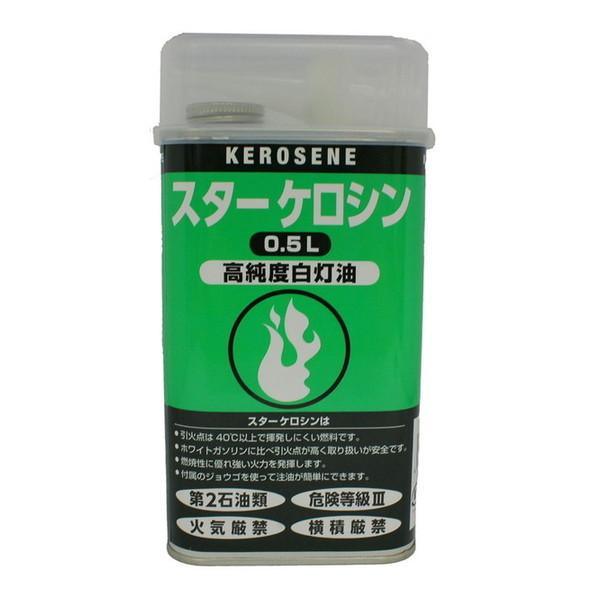 KEROSENE
スターケロシン
0.5L
高純度白灯油
スターケロシンは
●引火点は40℃以上で揮発しにくい燃料です。
●ホワイトガソリンに比べ引火点が高く取り扱いが安全です。
●燃焼性に優れ強い火力を発揮します。
●付属のジョウゴを使って注油が簡単にできます。
第2石油類 危険等級III
火気厳禁 横積厳禁